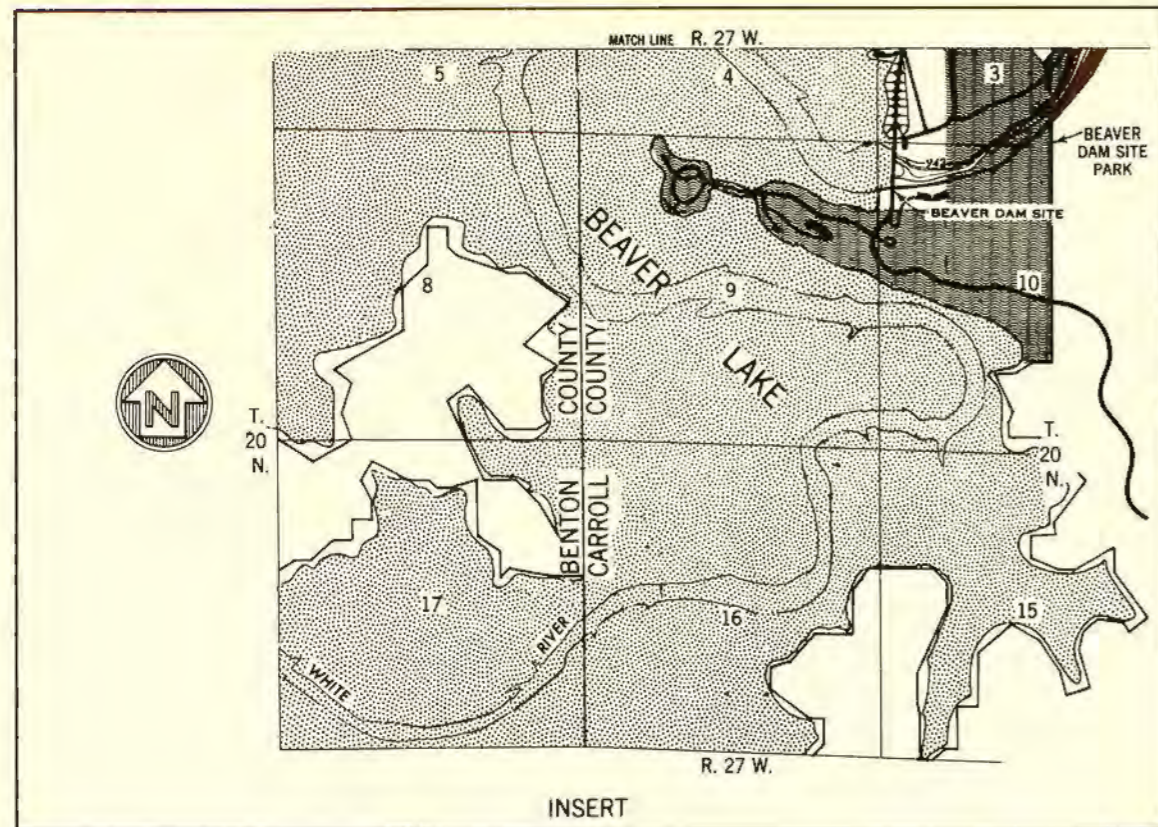 MATCH LINE R. 27 W.
5
4
3
BEAVER
DAM SITE
PARK
942
BEAVER DAM SITE
BEAVER
LAKE
8
9
10
COUNTY
COUNTY
N
T.
20
N.
T.
20
N.
BENTON
CARROLL
17
16
15
WHITE RIVER
R. 27 W.
INSERT